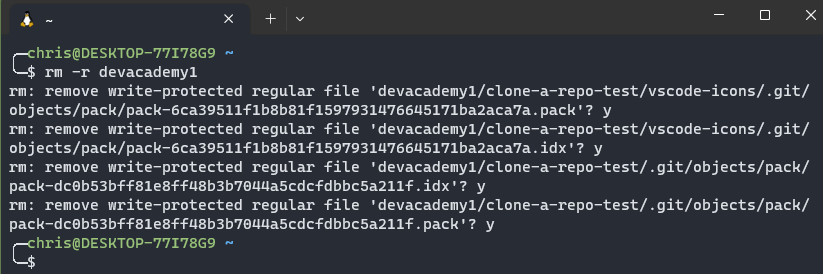 ~
chris@DESKTOP-77I78G9 ~
$ rm -r devacademy1
rm: remove write-protected regular file 'devacademy1/clone-a-repo-test/vscode-icons/.git/
objects/pack/pack-6ca39511f1b8b81f1597931476645171ba2aca7a.pack'? y
rm: remove write-protected regular file 'devacademy1/clone-a-repo-test/vscode-icons/.git/
objects/pack/pack-6ca39511f1b8b81f1597931476645171ba2aca7a.idx'? y
rm: remove write-protected regular file 'devacademy1/clone-a-repo-test/.git/objects/pack/
pack-dc0b53bff81e8ff48b3b7044a5cdcfdbbc5a211f.idx'? y
rm: remove write-protected regular file 'devacademy1/clone-a-repo-test/.git/objects/pack/
pack-dc0b53bff81e8ff48b3b7044a5cdcfdbbc5a211f.pack'? y
chris@DESKTOP-77I78G9 ~
$